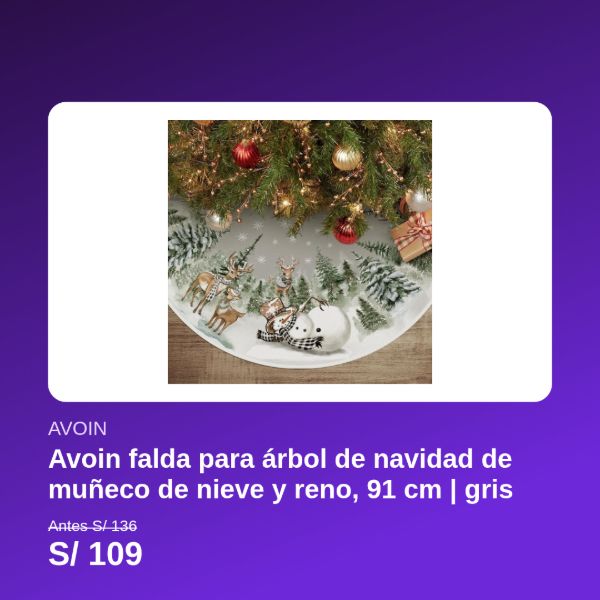 AVOIN
Avoin falda para árbol de navidad de
muñeco de nieve y reno, 91 cm | gris
Antes S/ 136
S/ 109